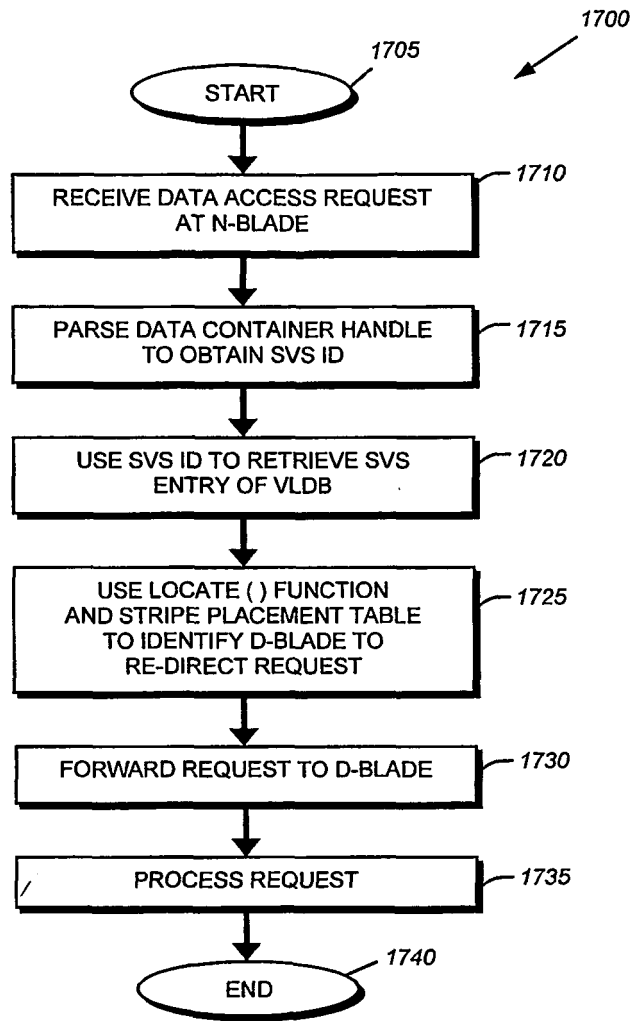 1700
1705
START
1710
RECEIVE DATA ACCESS REQUEST
AT N-BLADE
1715
PARSE DATA CONTAINER HANDLE
TO OBTAIN SVS ID
1720
USE SVS ID TO RETRIEVE SVS
ENTRY OF VLDB
1725
USE LOCATE ( ) FUNCTION
AND STRIPE PLACEMENT TABLE
TO IDENTIFY D-BLADE TO
RE-DIRECT REQUEST
1730
FORWARD REQUEST TO D-BLADE
1735
PROCESS REQUEST
1740
END